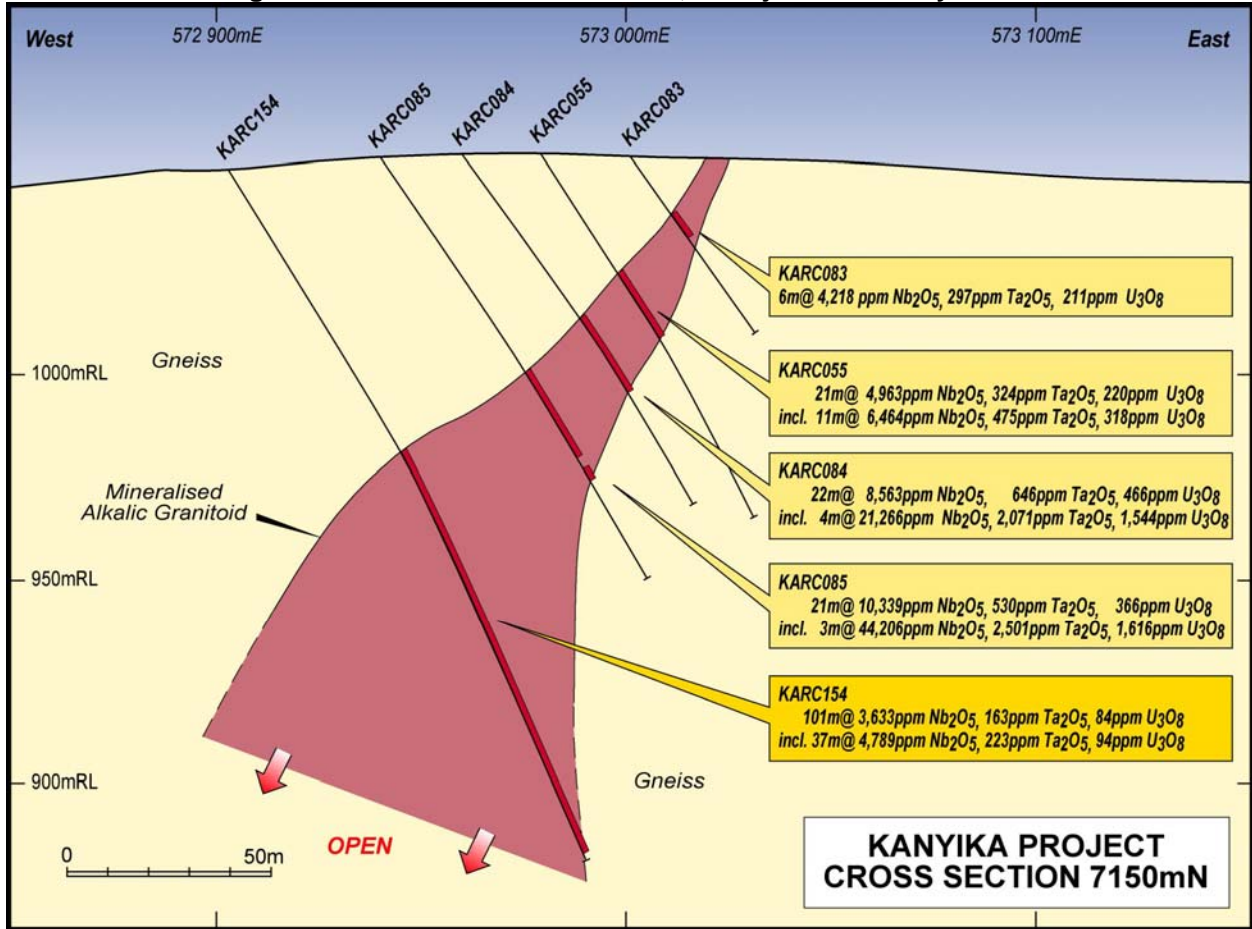 West 572 900mE 573 000mE 573 100mE East
KARC154 KARC085 KARC084 KARC055 KARC083
KARC083
6m@ 4,218 ppm Nb2O5, 297ppm Ta2O5, 211ppm U3O8
KARC055
21m@ 4,963ppm Nb2O5, 324ppm Ta2O5, 220ppm U3O8
incl. 11m@ 6,464ppm Nb2O5, 475ppm Ta2O5, 318ppm U3O8
KARC084
22m@ 8,563ppm Nb2O5, 646ppm Ta2O5, 466ppm U3O8
incl. 4m@ 21,266ppm Nb2O5, 2,071ppm Ta2O5, 1,544ppm U3O8
KARC085
21m@ 10,339ppm Nb2O5, 530ppm Ta2O5, 366ppm U3O8
incl. 3m@ 44,206ppm Nb2O5, 2,501ppm Ta2O5, 1,616ppm U3O8
KARC154
101m@ 3,633ppm Nb2O5, 163ppm Ta2O5, 84ppm U3O8
incl. 37m@ 4,789ppm Nb2O5, 223ppm Ta2O5, 94ppm U3O8
Gneiss
1000mRL
Mineralised
Alkalic Granitoid
950mRL
900mRL
Gneiss
OPEN
0 50m
KANYIKA PROJECT
CROSS SECTION 7150mN